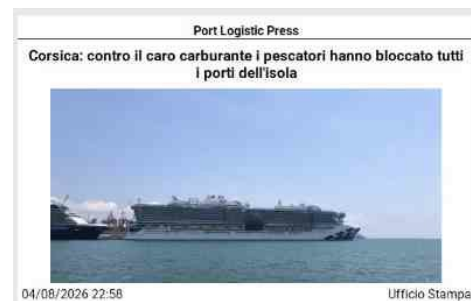 Port Logistic Press
Corsica: contro il caro carburante i pescatori hanno bloccato tutti
i porti dell'isola
04/08/2026 22:58
Ufficio Stampa